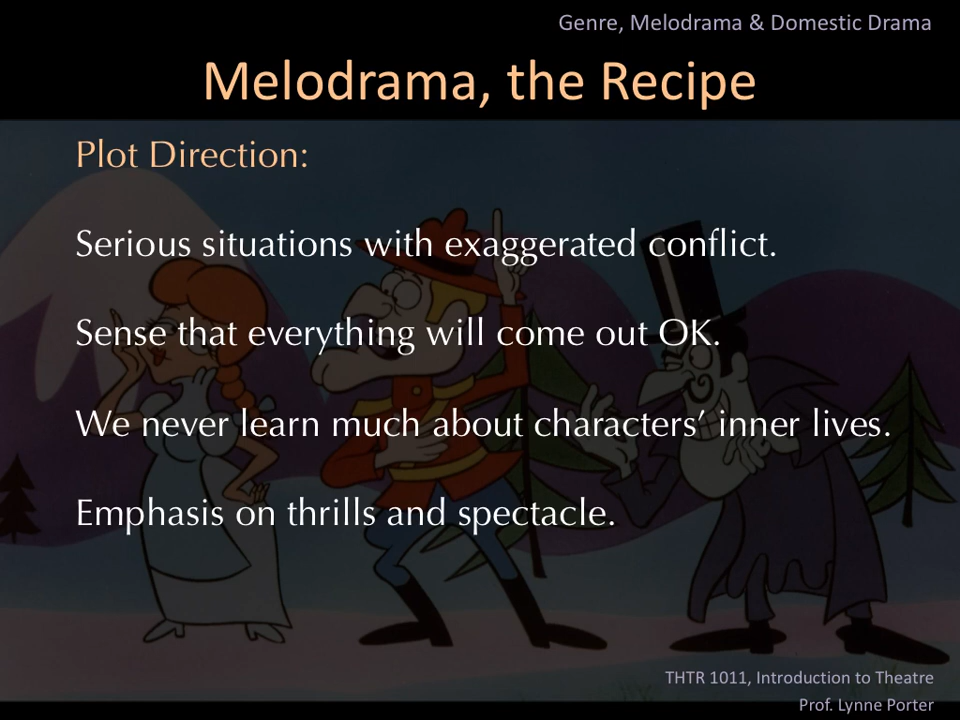 Genre, Melodrama & Domestic Drama
Melodrama, the Recipe
Plot Direction:
Serious situations with exaggerated conflict.
Sense that everything will come out OK.
We never learn much about characters’ inner lives.
Emphasis on thrills and spectacle.
THTR 1011, Introduction to Theatre
Prof. Lynne Porter